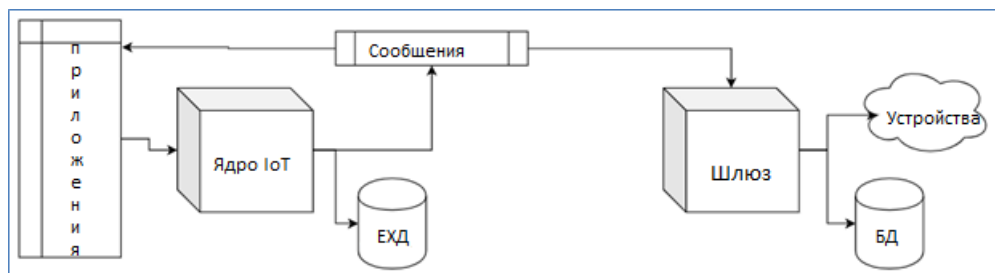 приложения
Сообщения
Ядро IoT
ЕХД
Шлюз
Устройства
БД